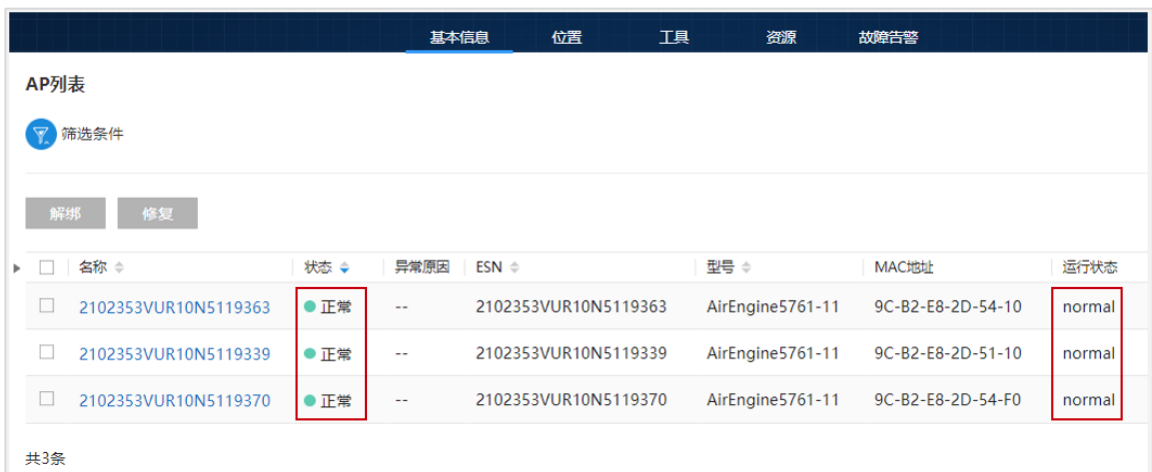 基本信息 位置 工具 资源 故障告警
AP列表
筛选条件
解绑 修复
名称 状态 异常原因 ESN 型号 MAC地址 运行状态
2102353VUR10N5119363 正常 -- 2102353VUR10N5119363 AirEngine5761-11 9C-B2-E8-2D-54-10 normal
2102353VUR10N5119339 正常 -- 2102353VUR10N5119339 AirEngine5761-11 9C-B2-E8-2D-51-10 normal
2102353VUR10N5119370 正常 -- 2102353VUR10N5119370 AirEngine5761-11 9C-B2-E8-2D-54-F0 normal
共3条